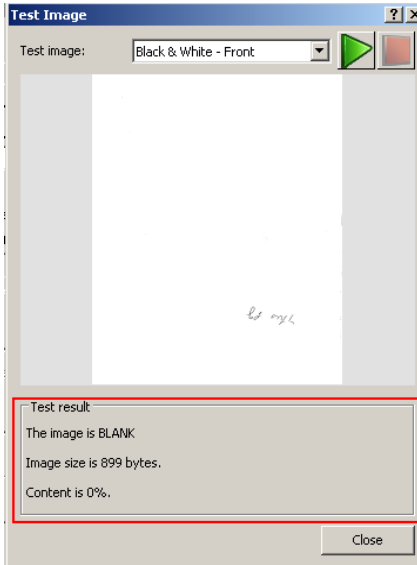 Test Image
Test image: Black & White - Front
Test result
The image is BLANK
Image size is 899 bytes.
Content is 0%.
Close